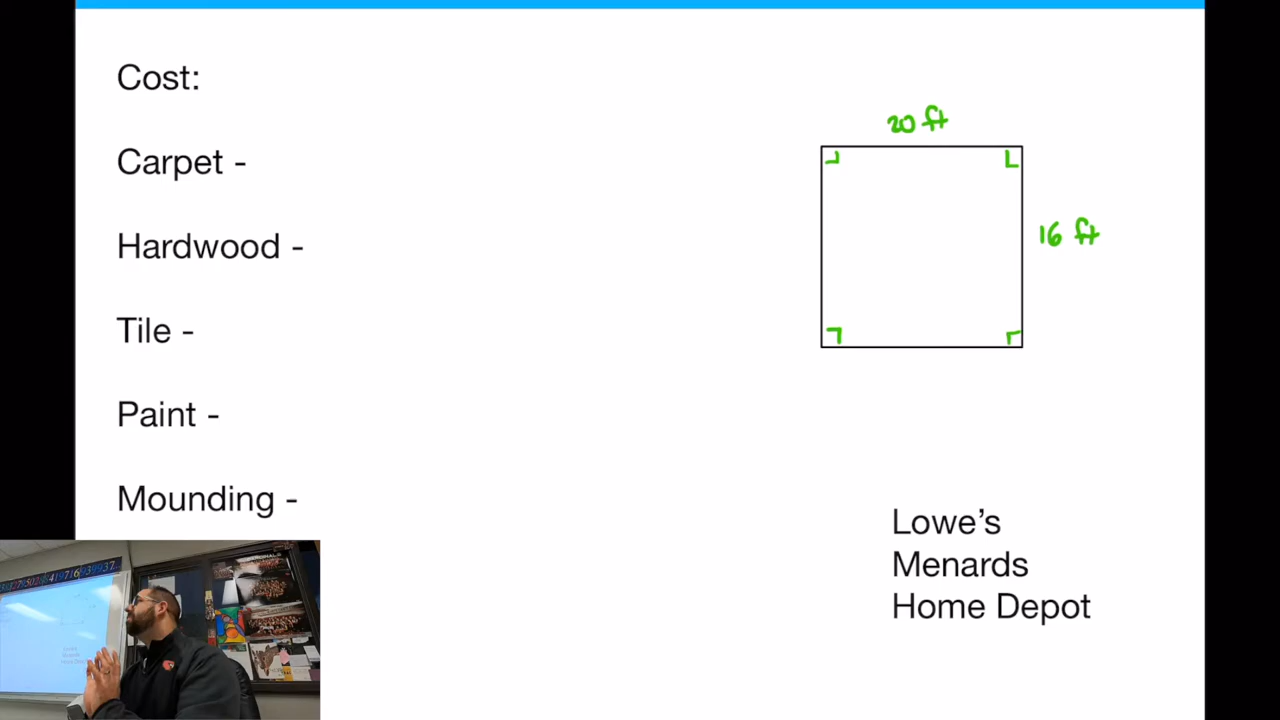 Cost:
Carpet -
Hardwood -
Tile -
Paint -
Mounding -
20 ft
16 ft
Lowe's
Menards
Home Depot